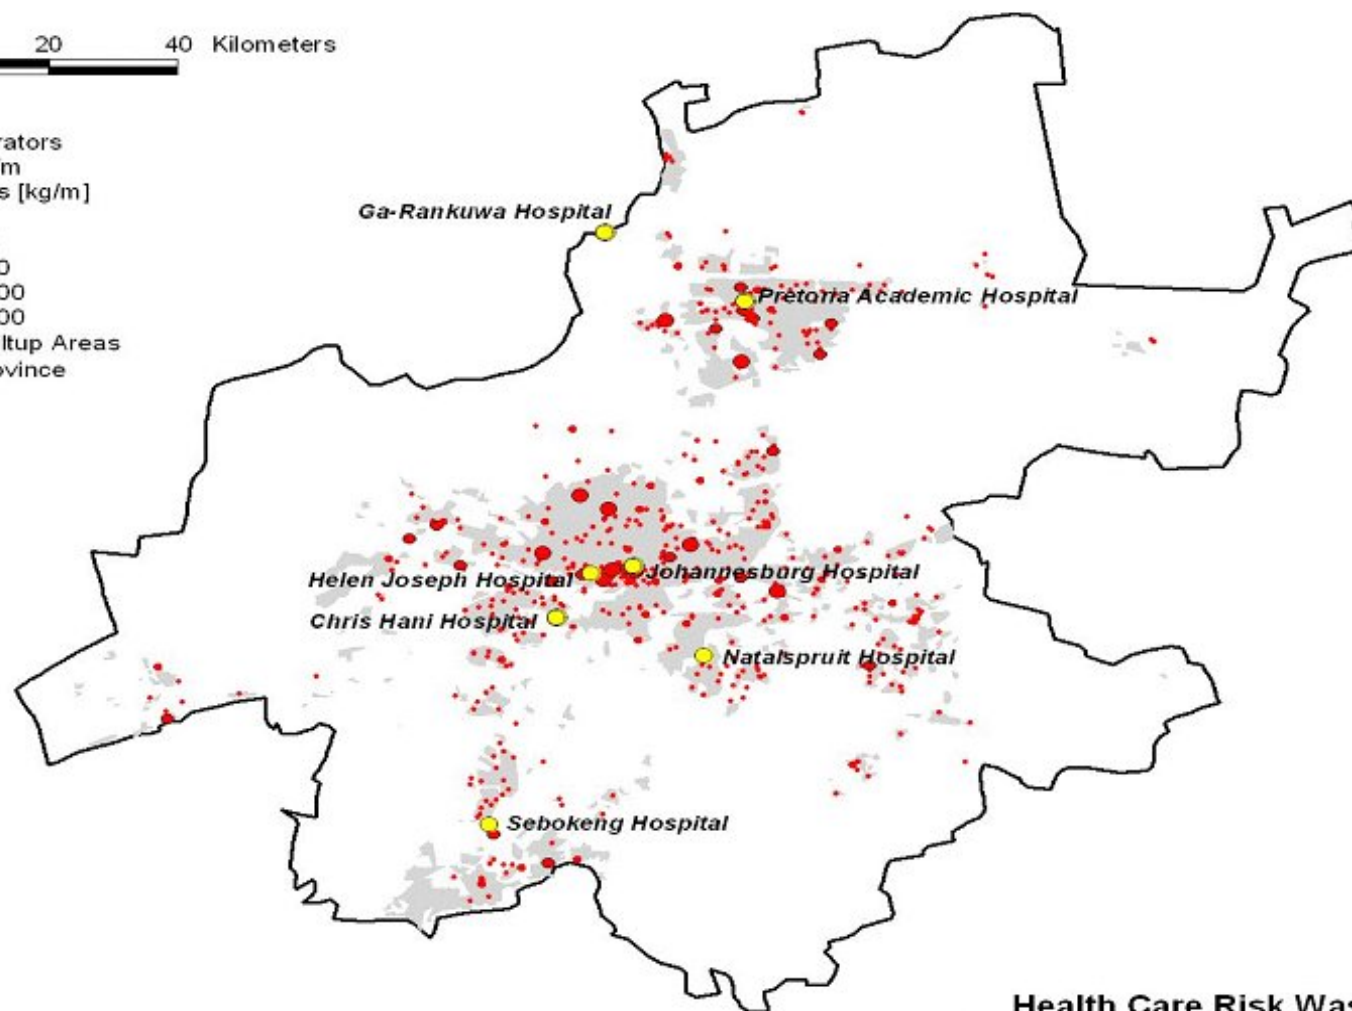 20 40 Kilometers
rators
/m
s [kg/m]
0
00
00
ltup Areas
ovince
Ga-Rankuwa Hospital
Pretoria Academic Hospital
Helen Joseph Hospital
Johannesburg Hospital
Chris Hani Hospital
Natalspruit Hospital
Sebokeng Hospital
Health Care Risk Was